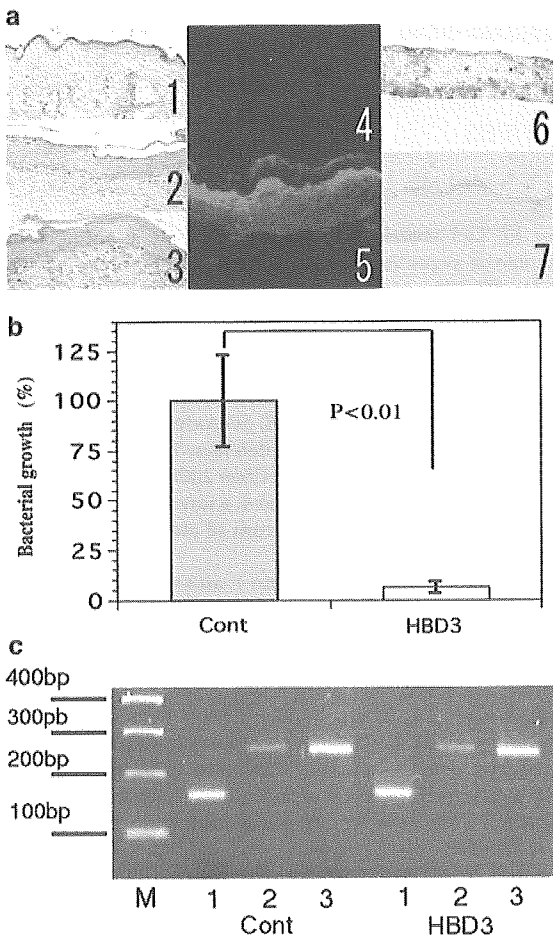 a
1
2
3
4
5
6
7
b
Bacterial growth (%)
125
100
75
50
25
0
P<0.01
Cont
HBD3
c
400bp
300pb
200bp
100bp
M 1 2 3 1 2 3
Cont HBD3